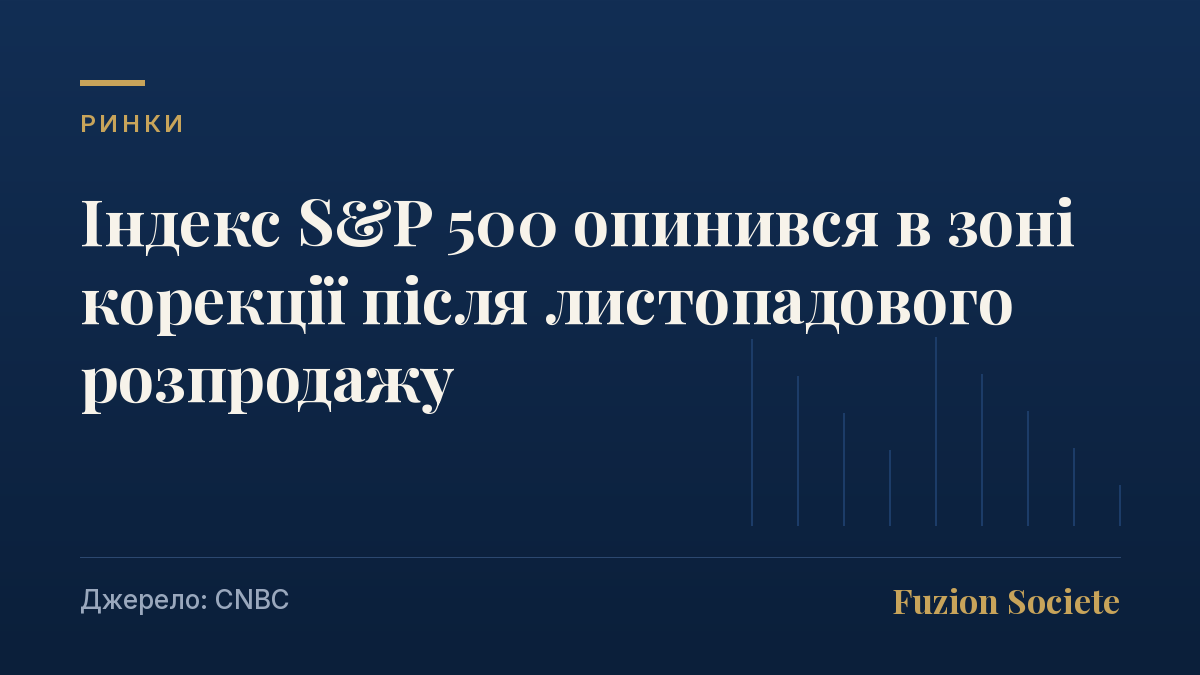 РИНКИ
Індекс S&P 500 опинився в зоні
корекції після листопадового
розпродажу
Джерело: CNBC
Fuzion Societe